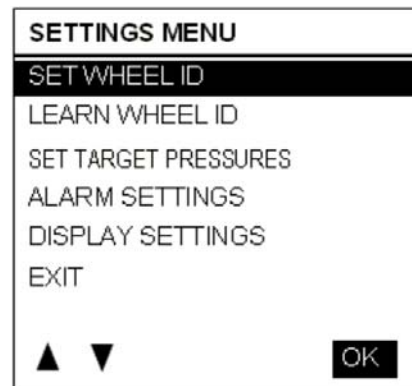 SETTINGS MENU
SET WHEEL ID
LEARN WHEEL ID
SET TARGET PRESSURES
ALARM SETTINGS
DISPLAY SETTINGS
EXIT
▲ ▼ OK